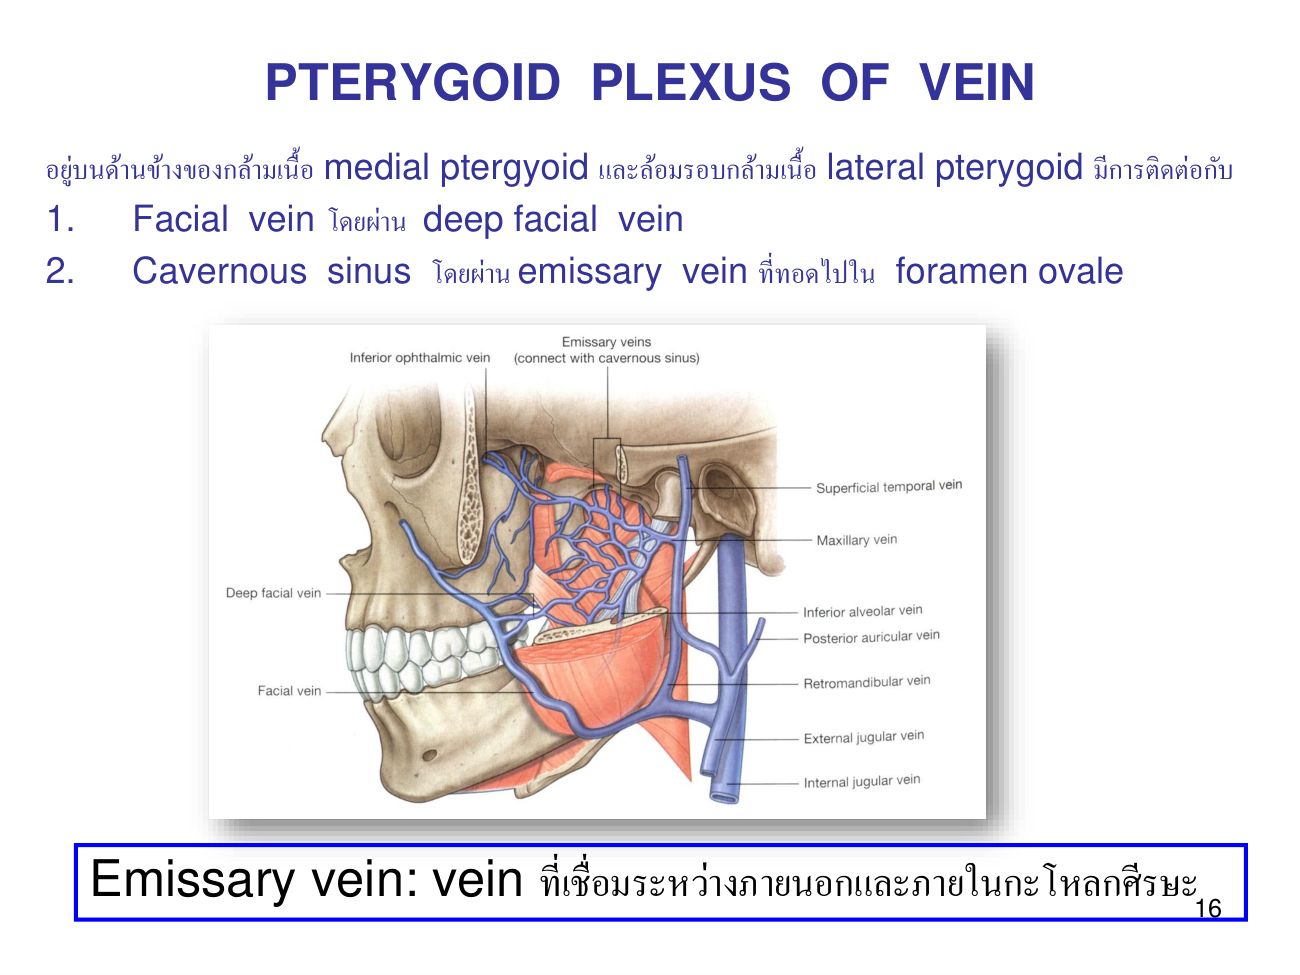 PTERYGOID PLEXUS OF VEIN
อยู่บนด้านข้างของกล้ามเนื้อ medial ptergyoid และล้อมรอบกล้ามเนื้อ lateral pterygoid มีการติดต่อกับ
1. Facial vein โดยผ่าน deep facial vein
2. Cavernous sinus โดยผ่าน emissary vein ที่ทอดไปใน foramen ovale
Emissary veins
Inferior ophthalmic vein (connect with cavernous sinus)
Superficial temporal vein
Maxillary vein
Deep facial vein
Inferior alveolar vein
Posterior auricular vein
Retromandibular vein
Facial vein
External jugular vein
Internal jugular vein
Emissary vein: vein ที่เชื่อมระหว่างภายนอกและภายในกะโหลกศีรษะ
16